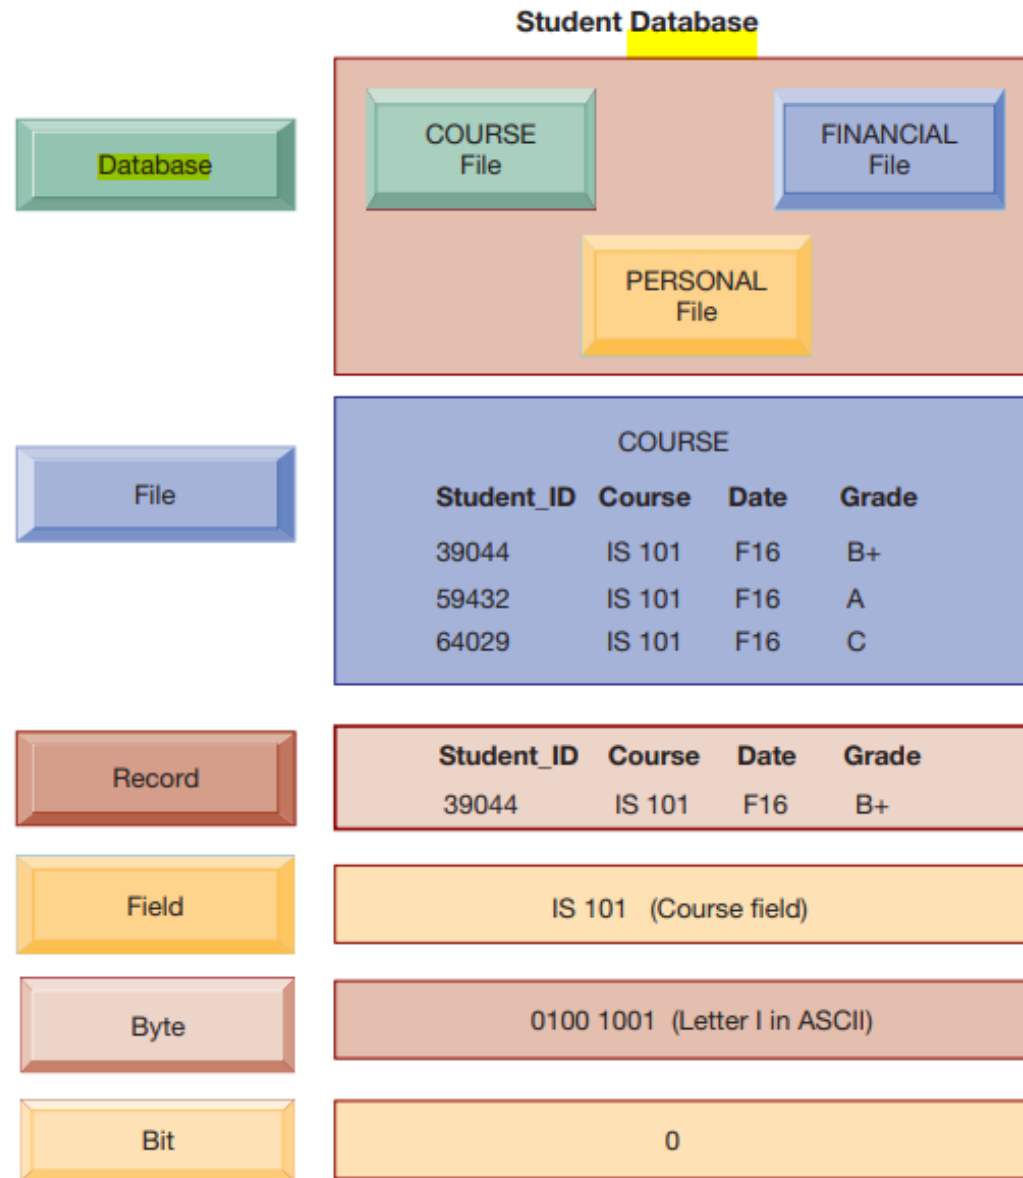 Student Database
Database
COURSE
File
FINANCIAL
File
PERSONAL
File
File
COURSE
Student_ID Course Date Grade
39044 IS 101 F16 B+
59432 IS 101 F16 A
64029 IS 101 F16 C
Record
Student_ID Course Date Grade
39044 IS 101 F16 B+
Field
IS 101 (Course field)
Byte
0100 1001 (Letter I in ASCII)
Bit
0